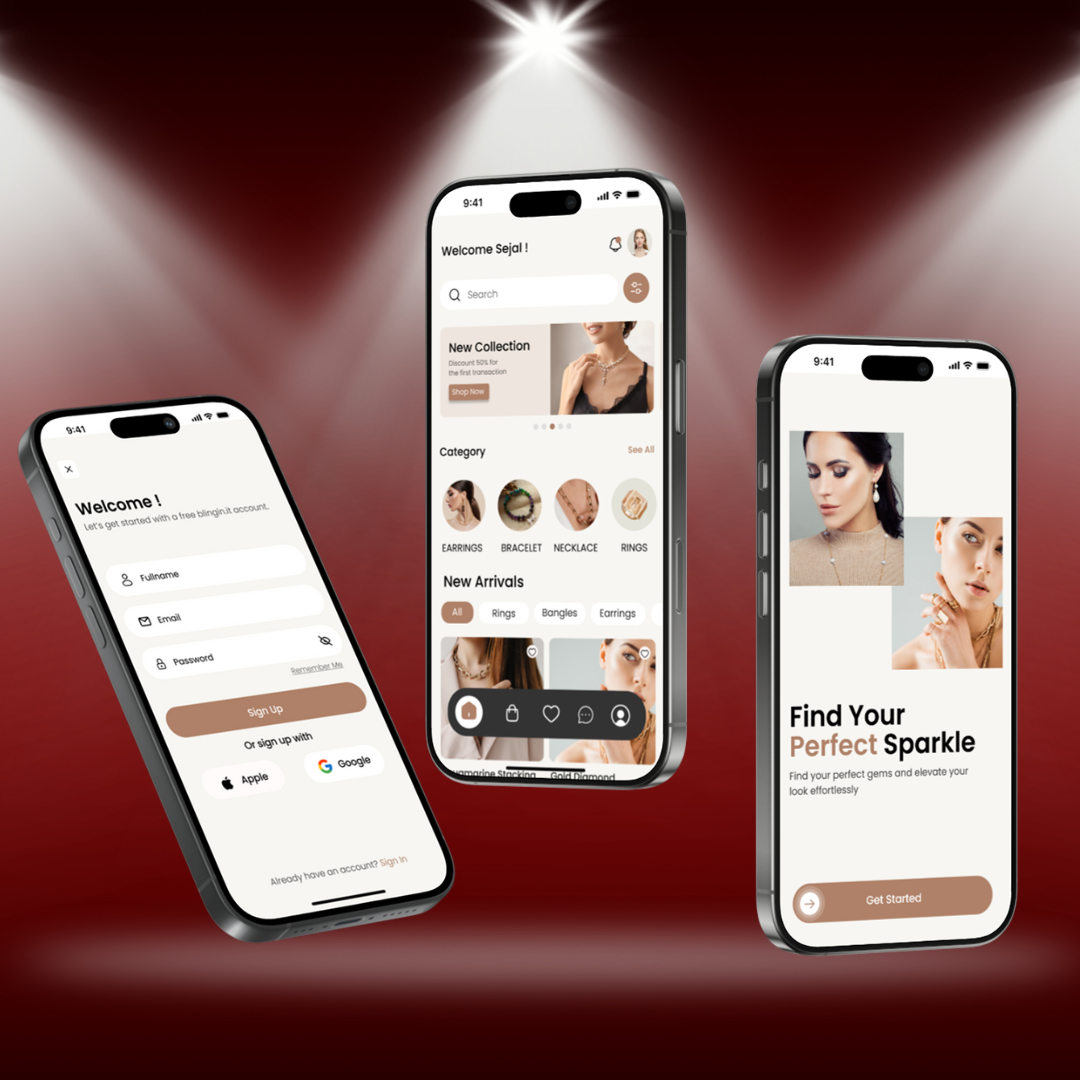 9:41
Welcome !
Let's get started with a free blingin.it account.
Fullname
Email
Password
Remember Me
Sign Up
Or sign up with
Apple
Google
Already have an account? Sign In
9:41
Welcome Sejal !
Search
New Collection
Discount 50% for
the first transaction
Shop Now
Category
See All
EARRINGS
BRACELET
NECKLACE
RINGS
New Arrivals
All
Rings
Bangles
Earrings
Stacking
Gold Diamond
9:41
Find Your
Perfect Sparkle
Find your perfect gems and elevate your
look effortlessly
Get Started